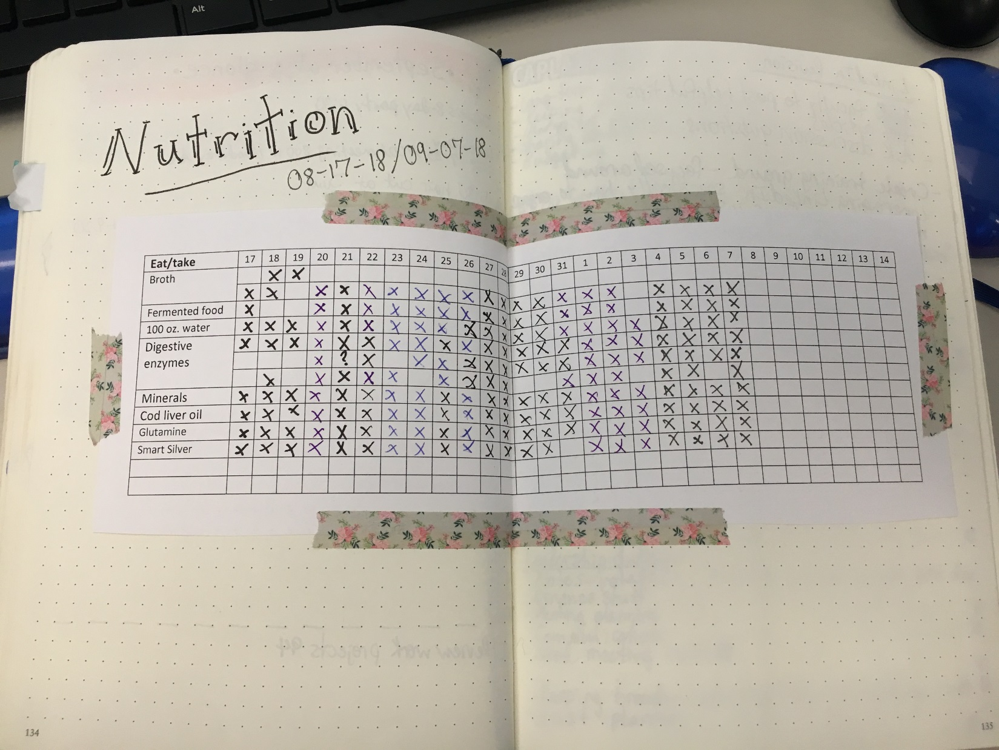 Alt
Nutrition
08-17-18/09-07-18
Eat/take 17 18 19 20 21 22 23 24 25 26 27 28 29 30 31 1 2 3 4 5 6 7 8 9 10 11 12 13 14
Broth X X
X X X X X X X X X X X X X X X X X X X X
Fermented food X X X X X X X X X X X X X X X X X X X
100 oz. water X X X X X X X X X X X X X X X X X X X X X X
Digestive X X X X X X X X X X X X X X X X X X X X X X
enzymes X ? X X X X X X X X X X X X X X X X
X X X X X X X X X X X X X X X
Minerals X X X X X X X X X X X X X X X X X X X X X X
Cod liver oil X X X X X X X X X X X X X X X X X X X X X X
Glutamine X X X X X X X X X X X X X X X X X X X X X X
Smart Silver X X X X X X X X X X X X X X X X X X X X X
134
135